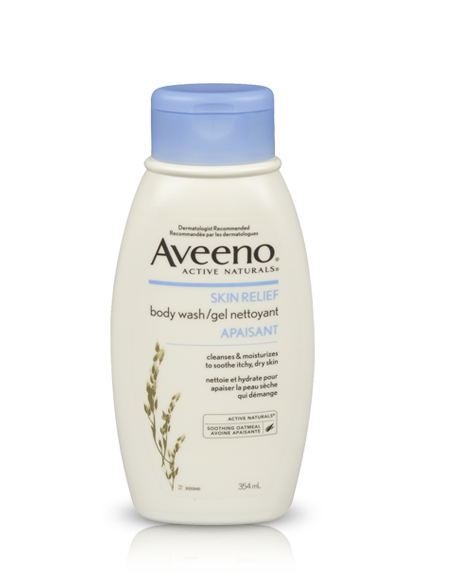 Dermatologist Recommended
Recommandée par les dermatologues
Aveeno®
ACTIVE NATURALS®
SKIN RELIEF
body wash/gel nettoyant
APAISANT
cleanses & moisturizes
to soothe itchy, dry skin
nettoie et hydrate pour
apaiser la peau sèche
qui démange
ACTIVE NATURALS®
SOOTHING OATMEAL
AVOINE APAISANTE
354 mL